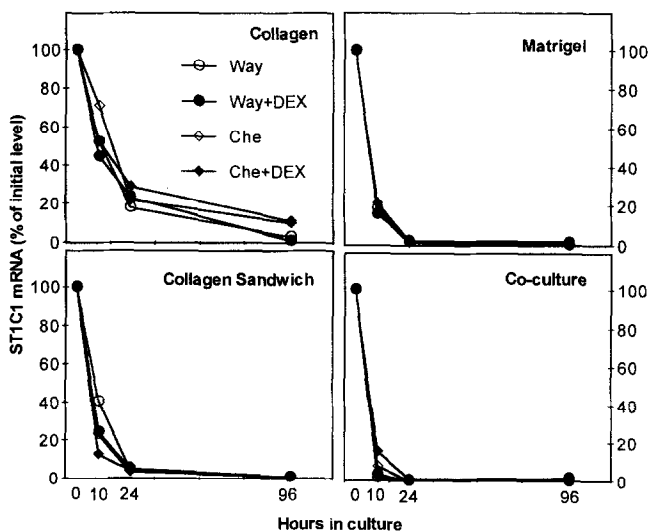 Collagen
Matrigel
100
80
60
40
20
0
Way
Way+DEX
Che
Che+DEX
100
80
60
40
20
0
ST1C1 mRNA (% of initial level)
Collagen Sandwich
Co-culture
100
80
60
40
20
0
100
80
60
40
20
0
0 10 24 96
0 10 24 96
Hours in culture